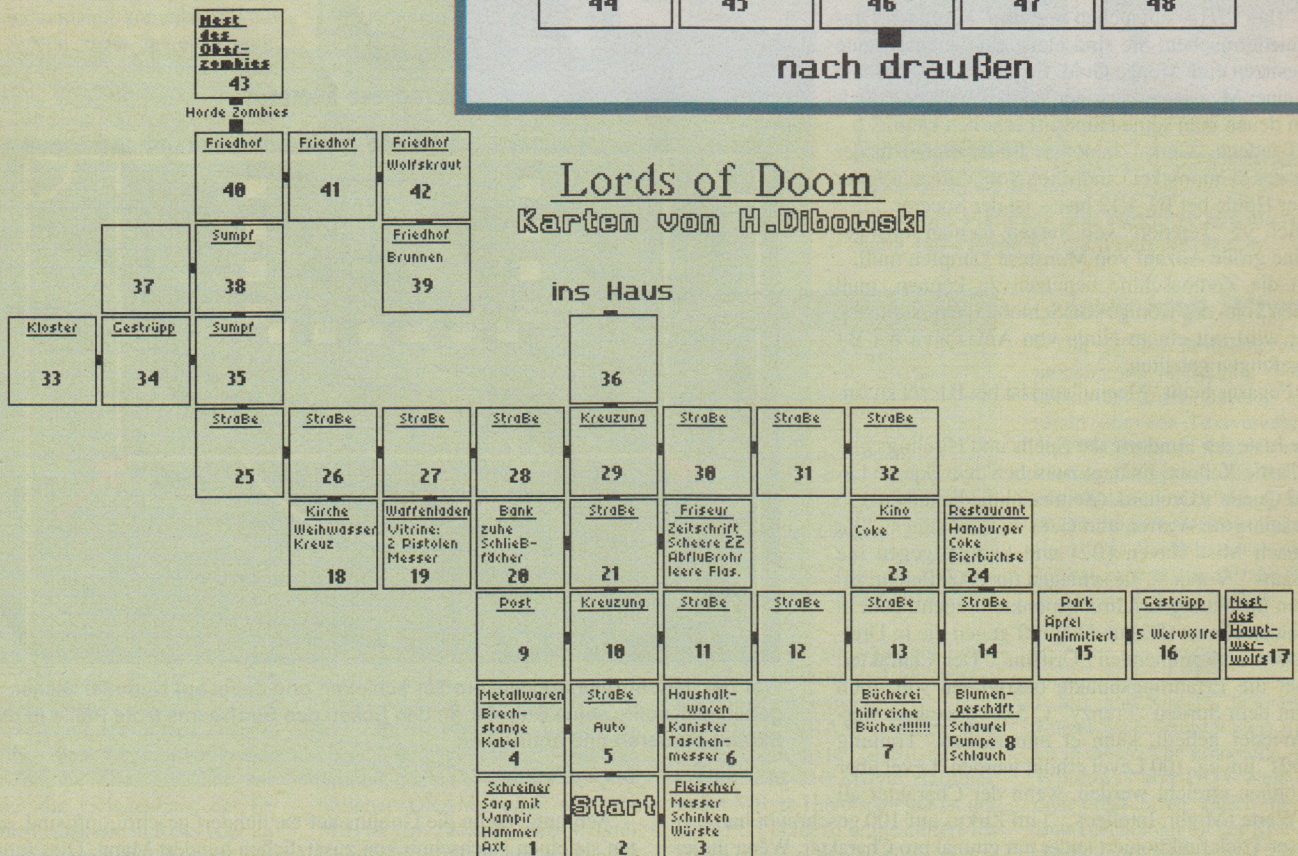 44 45 46 47 48
nach draußen
Nest
des
Ober-
zombies
43
Horde Zombies
Friedhof
40
Friedhof
41
Friedhof
Wolfskraut
42
Lords of Doom
Karten von H.Dibowski
37
Sumpf
38
Friedhof
Brunnen
39
ins Haus
Kloster
33
Gestrüpp
34
Sumpf
35
36
Straße
25
Straße
26
Straße
27
Straße
28
Kreuzung
29
Straße
30
Straße
31
Straße
32
Kirche
Weihwasser
Kreuz
18
Waffenladen
Vitrine:
2 Pistolen
Messer
19
Bank
zuhe
Schließ-
fächer
20
Straße
21
Friseur
Zeitschrift
Scheere 22
Abflußrohr
leere Flas.
Kino
Coke
23
Restaurant
Hamburger
Coke
Bierbüchse
24
Post
9
Kreuzung
10
Straße
11
Straße
12
Straße
13
Straße
14
Park
Äpfel
unlimitiert
15
Gestrüpp
5 Werwölfe
16
Nest
des
Haupt-
wer-
wolfs 17
Metallwaren
Brech-
stange
Kabel
4
Straße
Auto
5
Haushalt-
waren
Kanister
Taschen-
messer 6
Bücherei
hilfreiche
Bücher!!!!!!!
7
Blumen-
geschäft
Schaufel
Pumpe 8
Schlauch
Schreiner
Sarg mit
Vampir
Hammer
Axt 1
Start
2
Fleischer
Messer
Schinken
Würste
3